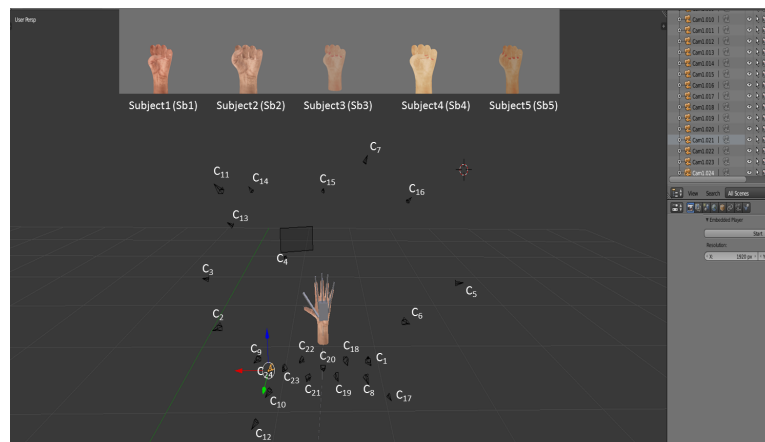 User Persp
Subject1 (Sb1) Subject2 (Sb2) Subject3 (Sb3) Subject4 (Sb4) Subject5 (Sb5)
C7
C11
C14
C15
C16
C13
C4
C3
C5
C2
C6
C9
C22
C18
C20
C1
C24
C23
C21
C19
C8
C10
C17
C12
Cam1.010
Cam1.011
Cam1.012
Cam1.013
Cam1.014
Cam1.015
Cam1.016
Cam1.017
Cam1.018
Cam1.019
Cam1.020
Cam1.021
Cam1.022
Cam1.023
Cam1.024
View Search All Scenes
Embedded Player
Start
Resolution:
X: 1920 px